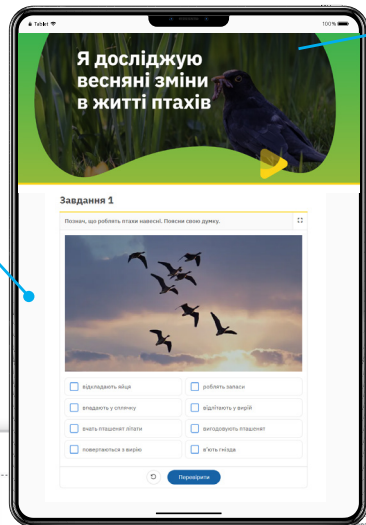 Tablet
100%
Я досліджую
весняні зміни
в житті птахів
Завдання 1
Познач, що роблять птахи навесні. Поясни свою думку.
відкладають яйця
роблять запаси
впадають у сплячку
відлітають у вирій
вчать пташенят літати
вигодовують пташенят
повертаються з вирію
в'ють гнізда
Перевірити